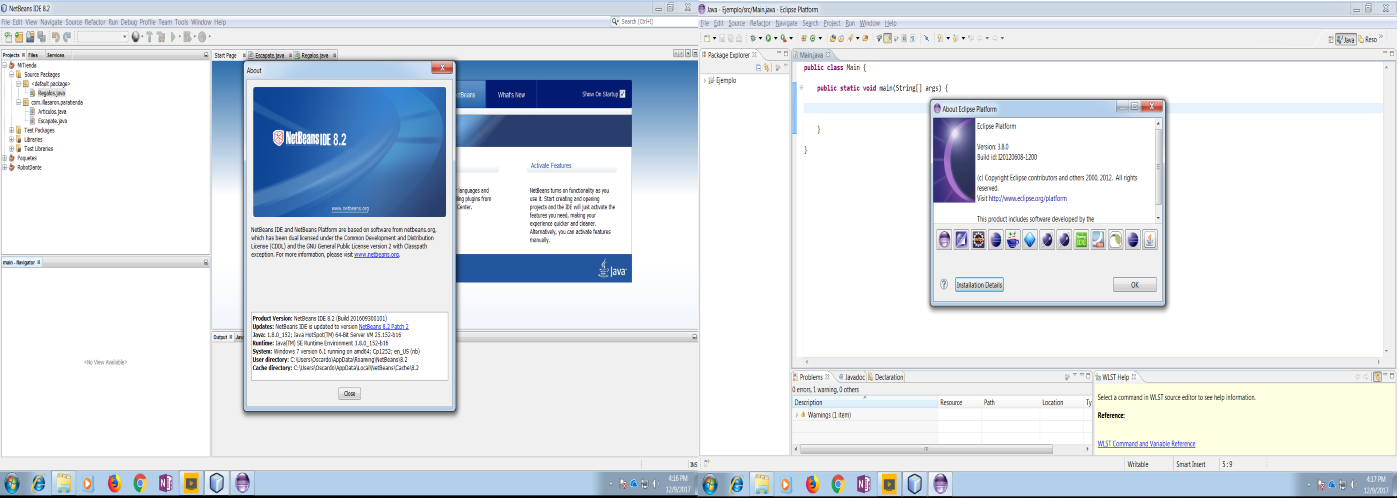 NetBeans IDE 8.2
File Edit View Navigate Source Refactor Run Debug Profile Team Tools Window Help
Search (Ctrl+I)
Projects Files Services
MiTienda
Source Packages
<default package>
Regalos.java
com.illasaron.paratienda
Articulos.java
Escapate.java
Test Packages
Libraries
Test Libraries
Paquetes
RobotDante
main - Navigator
<No View Available>
Start Page Escapate.java Regalos.java
What's New
Show On Startup
Activate Features
NetBeans turns on functionality as you
use it. Start creating and opening
projects and the IDE will just activate the
features you need, making your
experience quicker and cleaner.
Alternatively, you can activate features
manually.
languages and
ing plugins from
Center.
Java
Output
About
NetBeans IDE 8.2
www.netbeans.org
NetBeans IDE and NetBeans Platform are based on software from netbeans.org,
which has been dual licensed under the Common Development and Distribution
License (CDDL) and the GNU General Public License version 2 with Classpath
exception. For more information, please visit www.netbeans.org.
Product Version: NetBeans IDE 8.2 (Build 201609300101)
Updates: NetBeans IDE is updated to version NetBeans 8.2 Patch 2
Java: 1.8.0_152; Java HotSpot(TM) 64-Bit Server VM 25.152-b16
Runtime: Java(TM) SE Runtime Environment 1.8.0_152-b16
System: Windows 7 version 6.1 running on amd64; Cp1252; en_US (nb)
User directory: C:\Users\Oscardo\AppData\Roaming\NetBeans\8.2
Cache directory: C:\Users\Oscardo\AppData\Local\NetBeans\Cache\8.2
Close
INS
4:16 PM
12/9/2017
Java - Ejemplo/src/Main.java - Eclipse Platform
File Edit Source Refactor Navigate Search Project Run Window Help
Java Reso
Package Explorer
Ejemplo
Main.java
public class Main {
public static void main(String[] args) {
}
}
About Eclipse Platform
Eclipse Platform
Version: 3.8.0
Build id: I20120608-1200
(c) Copyright Eclipse contributors and others 2000, 2012. All rights
reserved.
Visit http://www.eclipse.org/platform
This product includes software developed by the
Installation Details
OK
Problems Javadoc Declaration
0 errors, 1 warning, 0 others
Description Resource Path Location Ty
Warnings (1 item)
WLST Help
Select a command in WLST source editor to see help information.
Reference:
WLST Command and Variable Reference
Writable Smart Insert 5:9
4:17 PM
12/9/2017